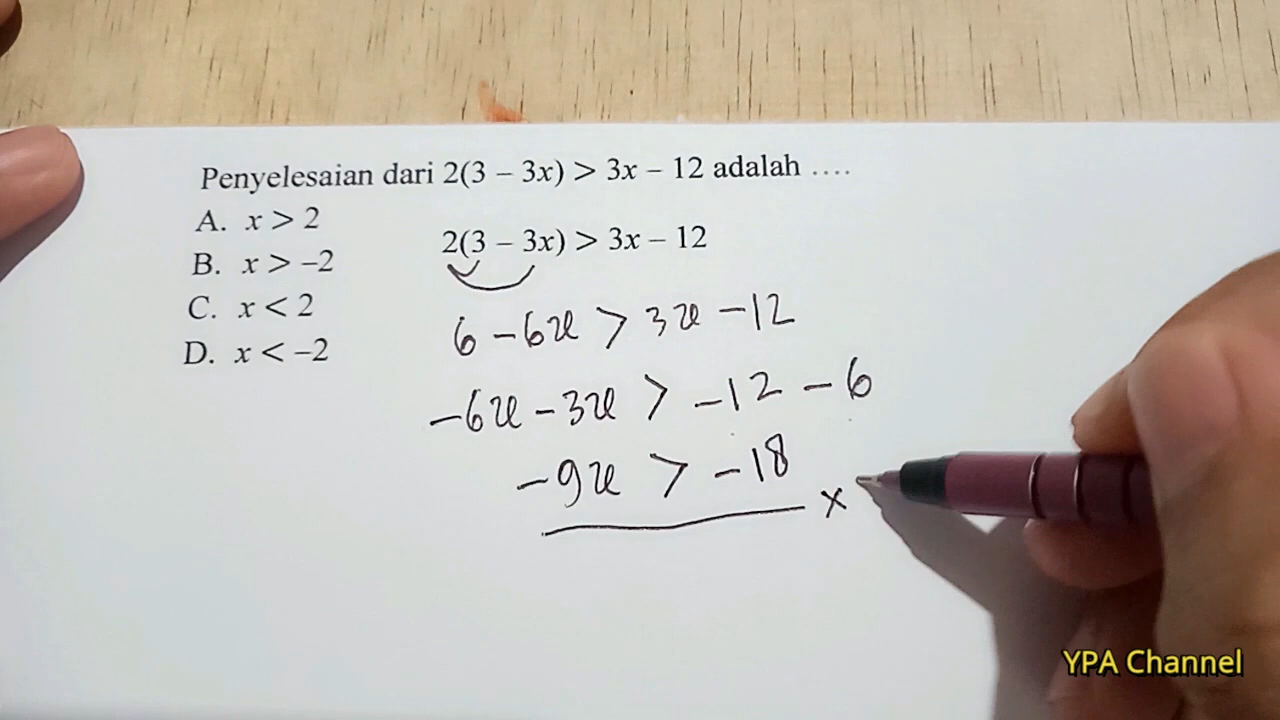 Penyelesaian dari 2(3 – 3x) > 3x – 12 adalah ….
A. x > 2
B. x > –2
C. x < 2
D. x < –2
2(3 – 3x) > 3x – 12
6 – 6x > 3x – 12
–6x – 3x > –12 – 6
–9x > –18
×
YPA Channel